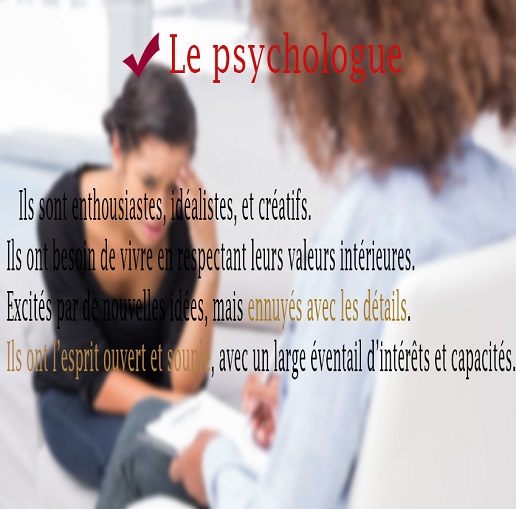 Le psychologue
Ils sont enthousiastes, idéalistes, et créatifs.
Ils ont besoin de vivre en respectant leurs valeurs intérieures.
Excités par de nouvelles idées, mais ennuyés avec les détails.
Ils ont l'esprit ouvert et souple, avec un large éventail d'intérêts et capacités.